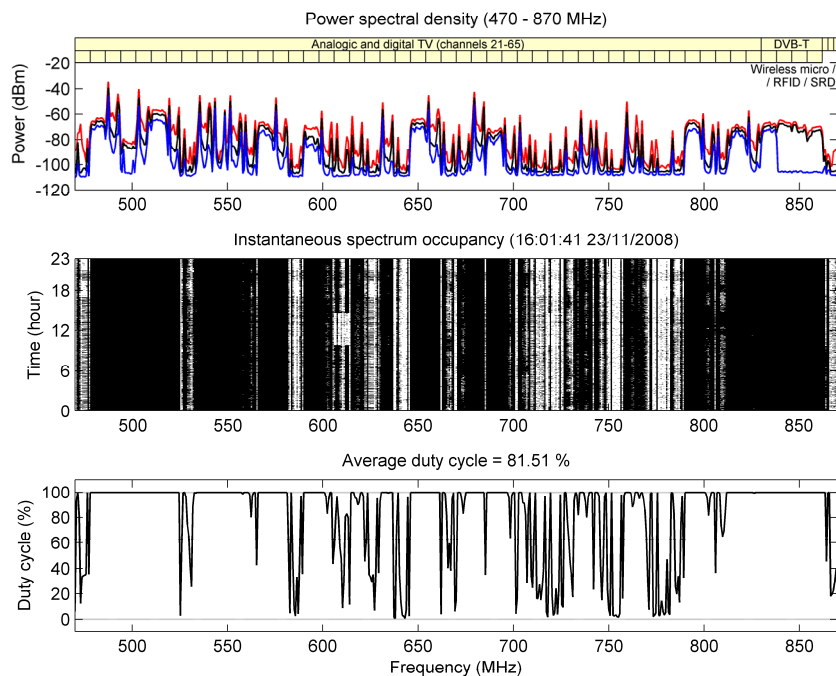 Power spectral density (470 - 870 MHz)
Analogic and digital TV (channels 21-65)
DVB-T
Wireless micro /
/ RFID / SRD
Power (dBm)
-20
-40
-60
-80
-100
-120
500 550 600 650 700 750 800 850
Instantaneous spectrum occupancy (16:01:41 23/11/2008)
Time (hour)
23
18
12
6
0
500 550 600 650 700 750 800 850
Average duty cycle = 81.51 %
Duty cycle (%)
100
80
60
40
20
0
500 550 600 650 700 750 800 850
Frequency (MHz)